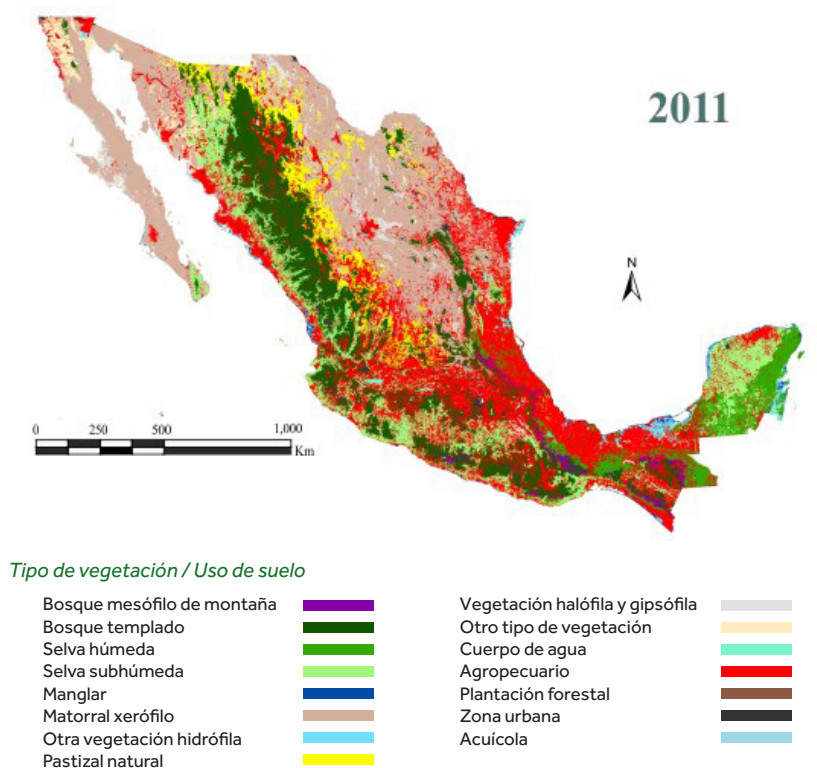 2011
N
0 250 500 1,000
Km
Tipo de vegetación / Uso de suelo
Bosque mesófilo de montaña
Bosque templado
Selva húmeda
Selva subhúmeda
Manglar
Matorral xerófilo
Otra vegetación hidrófila
Pastizal natural
Vegetación halófila y gipsófila
Otro tipo de vegetación
Cuerpo de agua
Agropecuario
Plantación forestal
Zona urbana
Acuícola